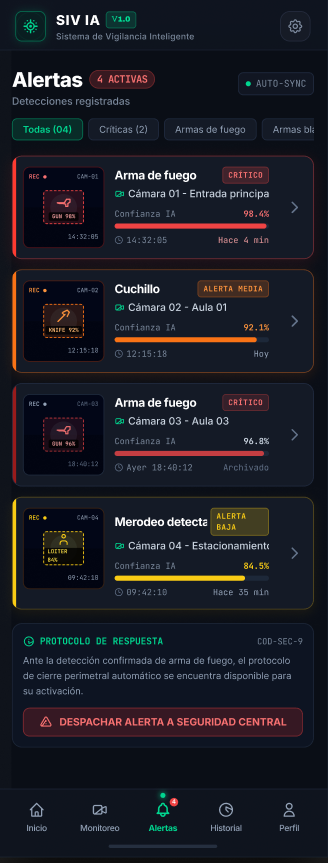 SIV IA V1.0
Sistema de Vigilancia Inteligente
Alertas 4 ACTIVAS
AUTO-SYNC
Detecciones registradas
Todas (04) Críticas (2) Armas de fuego Armas bla
REC CAM-01
GUN 98%
14:32:05
Arma de fuego CRÍTICO
Cámara 01 - Entrada principa
Confianza IA 98.4%
14:32:05 Hace 4 min
REC CAM-02
KNIFE 92%
12:15:18
Cuchillo ALERTA MEDIA
Cámara 02 - Aula 01
Confianza IA 92.1%
12:15:18 Hoy
REC CAM-03
GUN 96%
18:40:12
Arma de fuego CRÍTICO
Cámara 03 - Aula 03
Confianza IA 96.8%
Ayer 18:40:12 Archivado
REC CAM-04
LOITER
84%
09:42:10
Merodeo detecta ALERTA
BAJA
Cámara 04 - Estacionamiento
Confianza IA 84.5%
09:42:10 Hace 35 min
PROTOCOLO DE RESPUESTA COD-SEC-9
Ante la detección confirmada de arma de fuego, el protocolo
de cierre perimetral automático se encuentra disponible para
su activación.
DESPACHAR ALERTA A SEGURIDAD CENTRAL
4
Inicio Monitoreo Alertas Historial Perfil